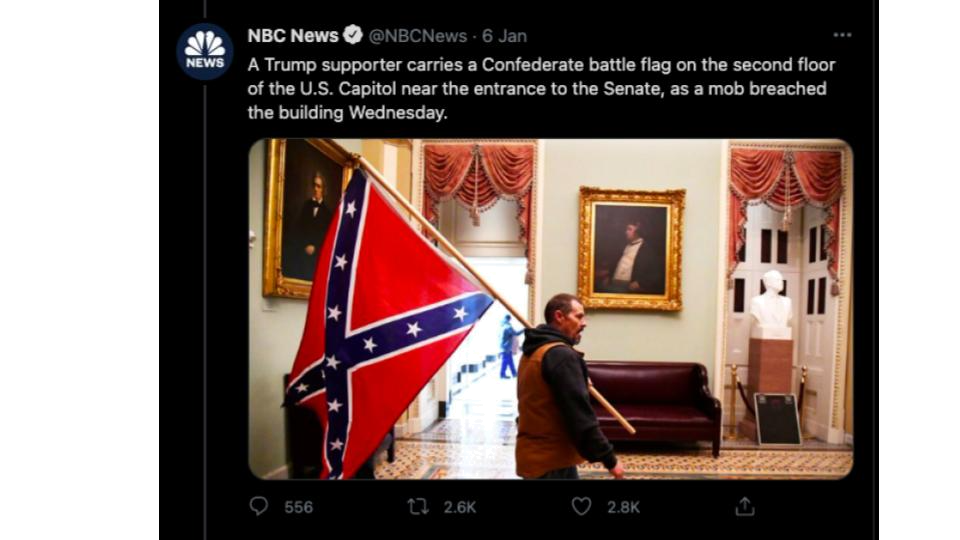 NEWS
NBC News @NBCNews · 6 Jan
A Trump supporter carries a Confederate battle flag on the second floor
of the U.S. Capitol near the entrance to the Senate, as a mob breached
the building Wednesday.
556 2.6K 2.8K